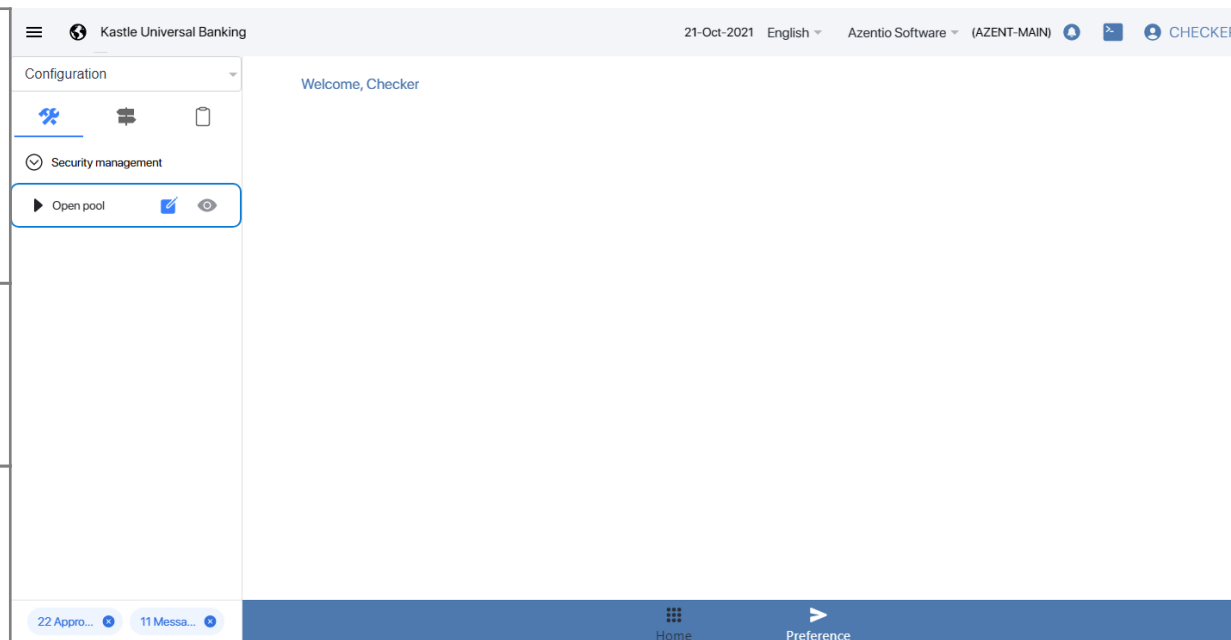 Kastle Universal Banking
21-Oct-2021 English Azentio Software (AZENT-MAIN) CHECKER
Configuration
Welcome, Checker
Security management
Open pool
22 Appro... 11 Messa...
Home
Preference